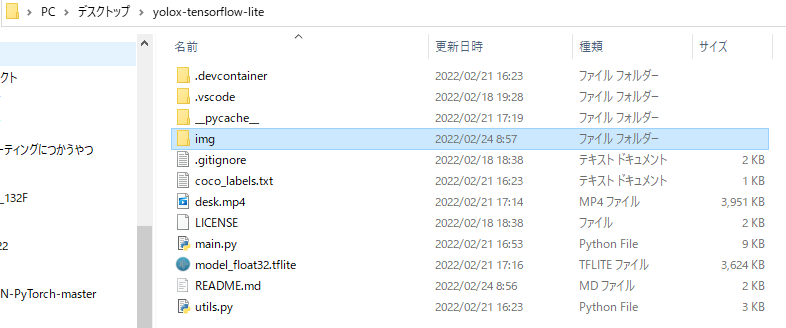 PC › デスクトップ › yolox-tensorflow-lite
名前 更新日時 種類 サイズ
.devcontainer 2022/02/21 16:23 ファイル フォルダー
クト
.vscode 2022/02/18 19:28 ファイル フォルダー
__pycache__ 2022/02/21 17:19 ファイル フォルダー
img 2022/02/24 8:57 ファイル フォルダー
ーティングにつかうやつ
.gitignore 2022/02/18 18:38 テキスト ドキュメント 2 KB
coco_labels.txt 2022/02/21 16:23 テキスト ドキュメント 1 KB
_132F
desk.mp4 2022/02/21 17:14 MP4 ファイル 3,951 KB
LICENSE 2022/02/18 18:38 ファイル 2 KB
22
main.py 2022/02/21 16:53 Python File 9 KB
model_float32.tflite 2022/02/21 17:16 TFLITE ファイル 3,624 KB
README.md 2022/02/24 8:56 MD ファイル 2 KB
N-PyTorch-master
utils.py 2022/02/21 16:23 Python File 3 KB